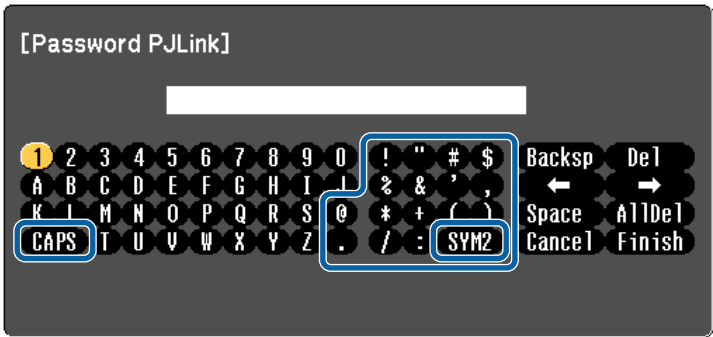 [Password PJLink]
1 2 3 4 5 6 7 8 9 0 ! " # $ Backsp Del
A B C D E F G H I J % & ' , ← →
K L M N O P Q R S @ * + ( ) Space AllDel
CAPS T U V W X Y Z . / : SYM2 Cancel Finish